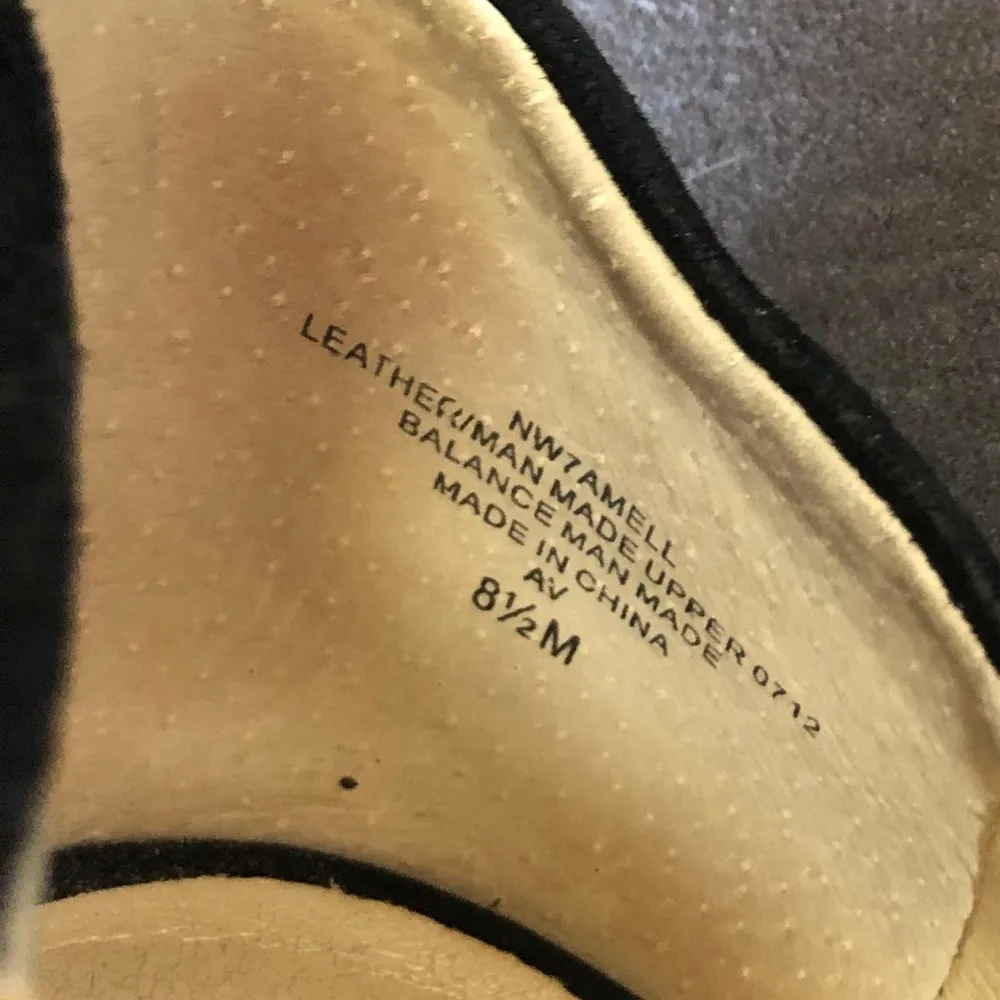 NW7AMELL
LEATHER/MAN MADE UPPER 0712
BALANCE MAN MADE
MADE IN CHINA
AV
8½M